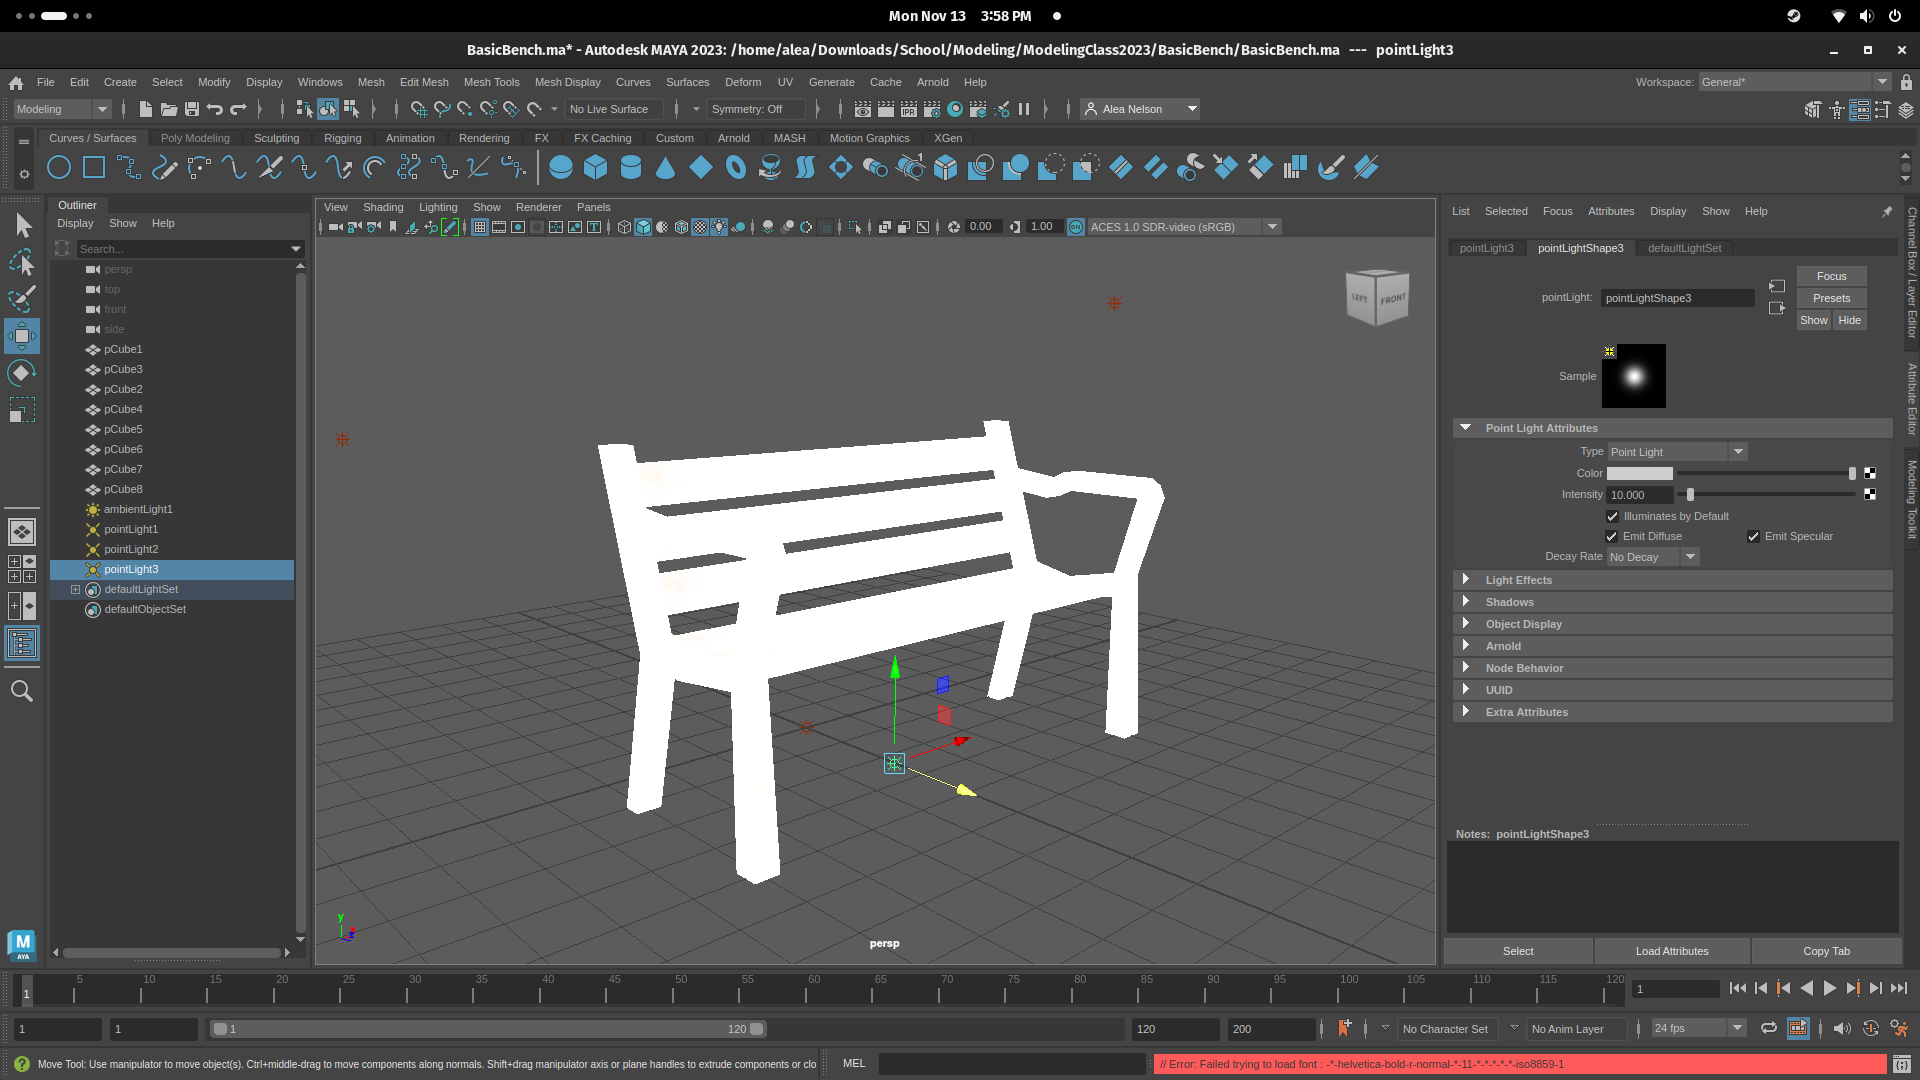 Mon Nov 13 3:58 PM
BasicBench.ma* - Autodesk MAYA 2023: /home/alea/Downloads/School/Modeling/ModelingClass2023/BasicBench/BasicBench.ma --- pointLight3
File Edit Create Select Modify Display Windows Mesh Edit Mesh Mesh Tools Mesh Display Curves Surfaces Deform UV Generate Cache Arnold Help Workspace: General*
Modeling No Live Surface Symmetry: Off IPR Alea Nelson
Curves / Surfaces Poly Modeling Sculpting Rigging Animation Rendering FX FX Caching Custom Arnold MASH Motion Graphics XGen
Outliner
Display Show Help
Search...
persp
top
front
side
pCube1
pCube3
pCube2
pCube4
pCube5
pCube6
pCube7
pCube8
ambientLight1
pointLight1
pointLight2
pointLight3
defaultLightSet
defaultObjectSet
View Shading Lighting Show Renderer Panels
0.00 1.00 ON ACES 1.0 SDR-video (sRGB)
LEFT FRONT
y
z
persp
List Selected Focus Attributes Display Show Help
pointLight3 pointLightShape3 defaultLightSet
Focus
pointLight: pointLightShape3 Presets
Show Hide
Sample
Point Light Attributes
Type Point Light
Color
Intensity 10.000
Illuminates by Default
Emit Diffuse Emit Specular
Decay Rate No Decay
Light Effects
Shadows
Object Display
Arnold
Node Behavior
UUID
Extra Attributes
Notes: pointLightShape3
Select Load Attributes Copy Tab
Channel Box / Layer Editor
Attribute Editor
Modeling Toolkit
M
AYA
1 5 10 15 20 25 30 35 40 45 50 55 60 65 70 75 80 85 90 95 100 105 110 115 120 1
1 1 1 120 120 200 No Character Set No Anim Layer 24 fps
Move Tool: Use manipulator to move object(s). Ctrl+middle-drag to move components along normals. Shift+drag manipulator axis or plane handles to extrude components or clo MEL // Error: Failed trying to load font : -*-helvetica-bold-r-normal-*-11-*-*-*-*-*-iso8859-1